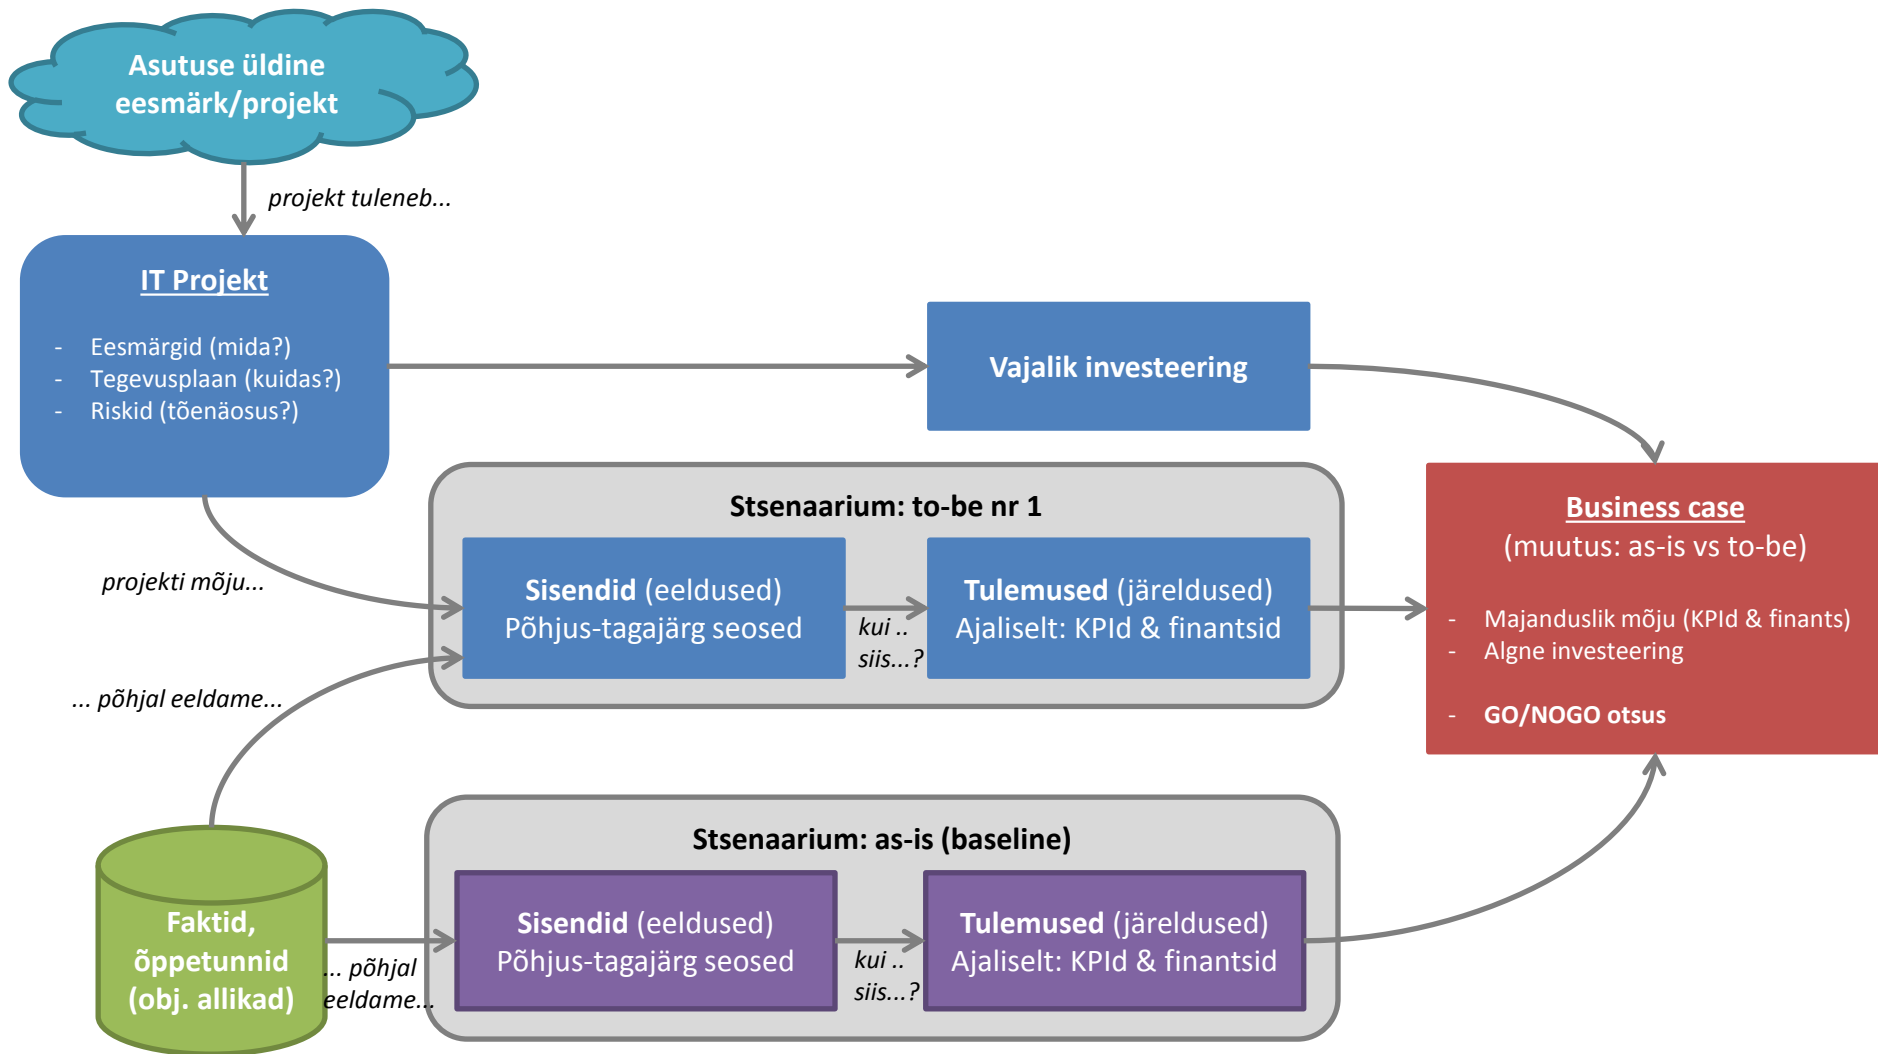 Asutuse üldine
eesmärk/projekt
projekt tuleneb...
IT Projekt
- Eesmärgid (mida?)
- Tegevusplaan (kuidas?)
- Riskid (tõenäosus?)
Vajalik investeering
projekti mõju...
... põhjal eeldame...
Stsenaarium: to-be nr 1
Sisendid (eeldused)
Põhjus-tagajärg seosed
kui ..
siis...?
Tulemused (järeldused)
Ajaliselt: KPId & finantsid
Business case
(muutus: as-is vs to-be)
- Majanduslik mõju (KPId & finants)
- Algne investeering
- GO/NOGO otsus
Faktid,
õppetunnid
(obj. allikad)
... põhjal
eeldame...
Stsenaarium: as-is (baseline)
Sisendid (eeldused)
Põhjus-tagajärg seosed
kui ..
siis...?
Tulemused (järeldused)
Ajaliselt: KPId & finantsid